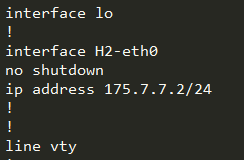 interface lo
!
interface H2-eth0
no shutdown
ip address 175.7.7.2/24
!
!
line vty